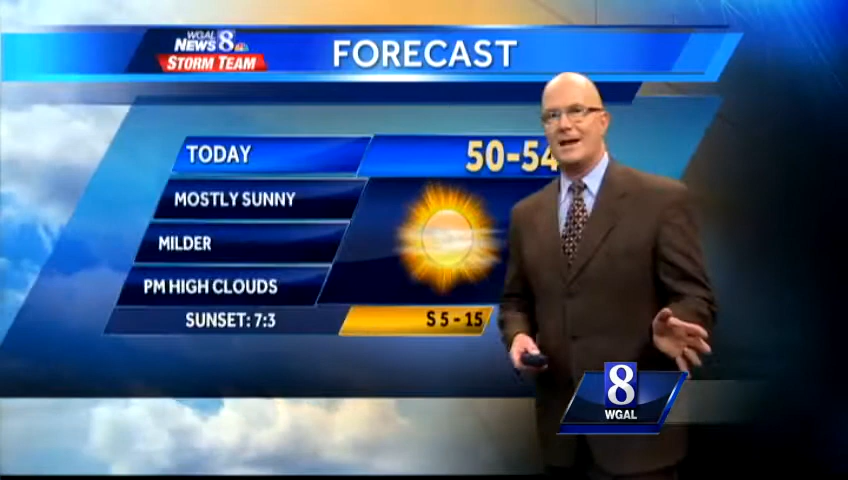 WGAL
NEWS 8
STORM TEAM
FORECAST
TODAY
50-54
MOSTLY SUNNY
MILDER
PM HIGH CLOUDS
SUNSET: 7:3
S 5 - 15
8
WGAL